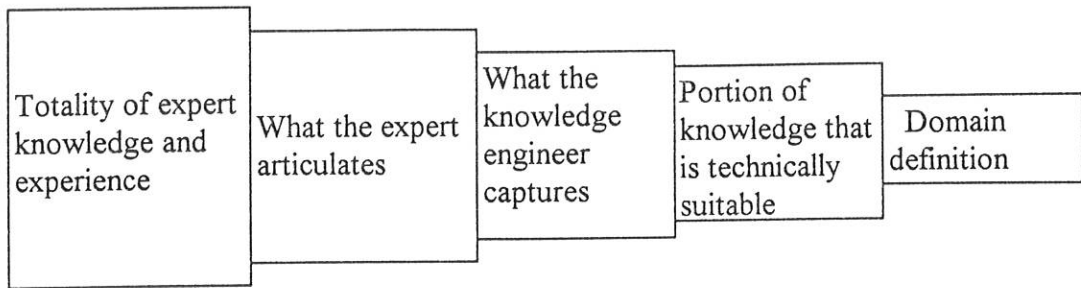 Totality of expert
knowledge and
experience
What the expert
articulates
What the
knowledge
engineer
captures
Portion of
knowledge that
is technically
suitable
Domain
definition